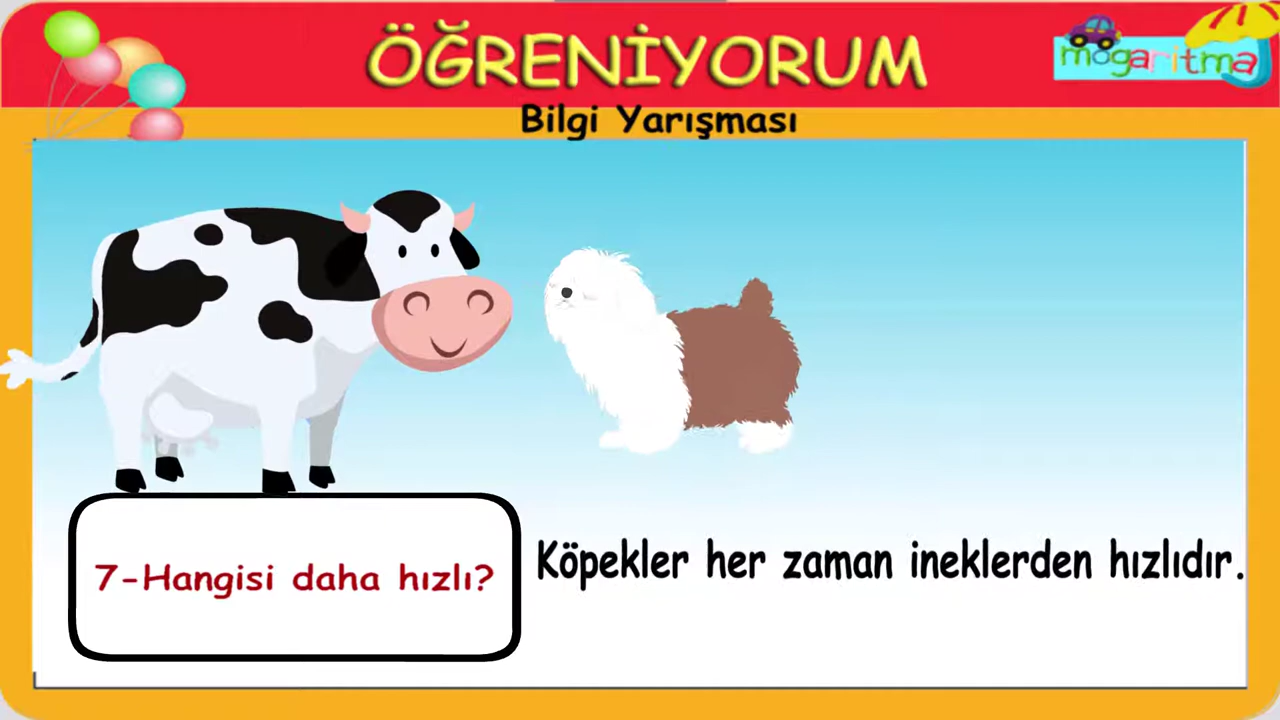 ÖĞRENİYORUM
mogaritma
Bilgi Yarışması
7-Hangisi daha hızlı?
Köpekler her zaman ineklerden hızlıdır.